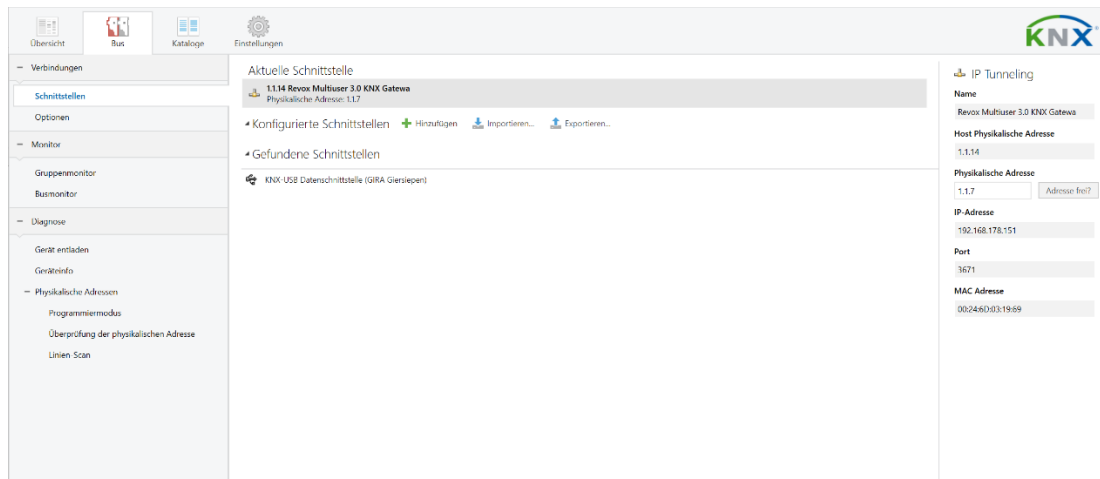 Übersicht
Bus
Kataloge
Einstellungen
KNX
Verbindungen
Schnittstellen
Optionen
Monitor
Gruppenmonitor
Busmonitor
Diagnose
Gerät entladen
Geräteinfo
Physikalische Adressen
Programmiermodus
Überprüfung der physikalischen Adresse
Linien-Scan
Aktuelle Schnittstelle
1.1.14 Revox Multiuser 3.0 KNX Gatewa
Physikalische Adresse: 1.1.7
Konfigurierte Schnittstellen Hinzufügen Importieren... Exportieren...
Gefundene Schnittstellen
KNX-USB Datenschnittstelle (GIRA Giersiepen)
IP Tunneling
Name
Revox Multiuser 3.0 KNX Gatewa
Host Physikalische Adresse
1.1.14
Physikalische Adresse
1.1.7 Adresse frei?
IP-Adresse
192.168.178.151
Port
3671
MAC Adresse
00:24:6D:03:19:69